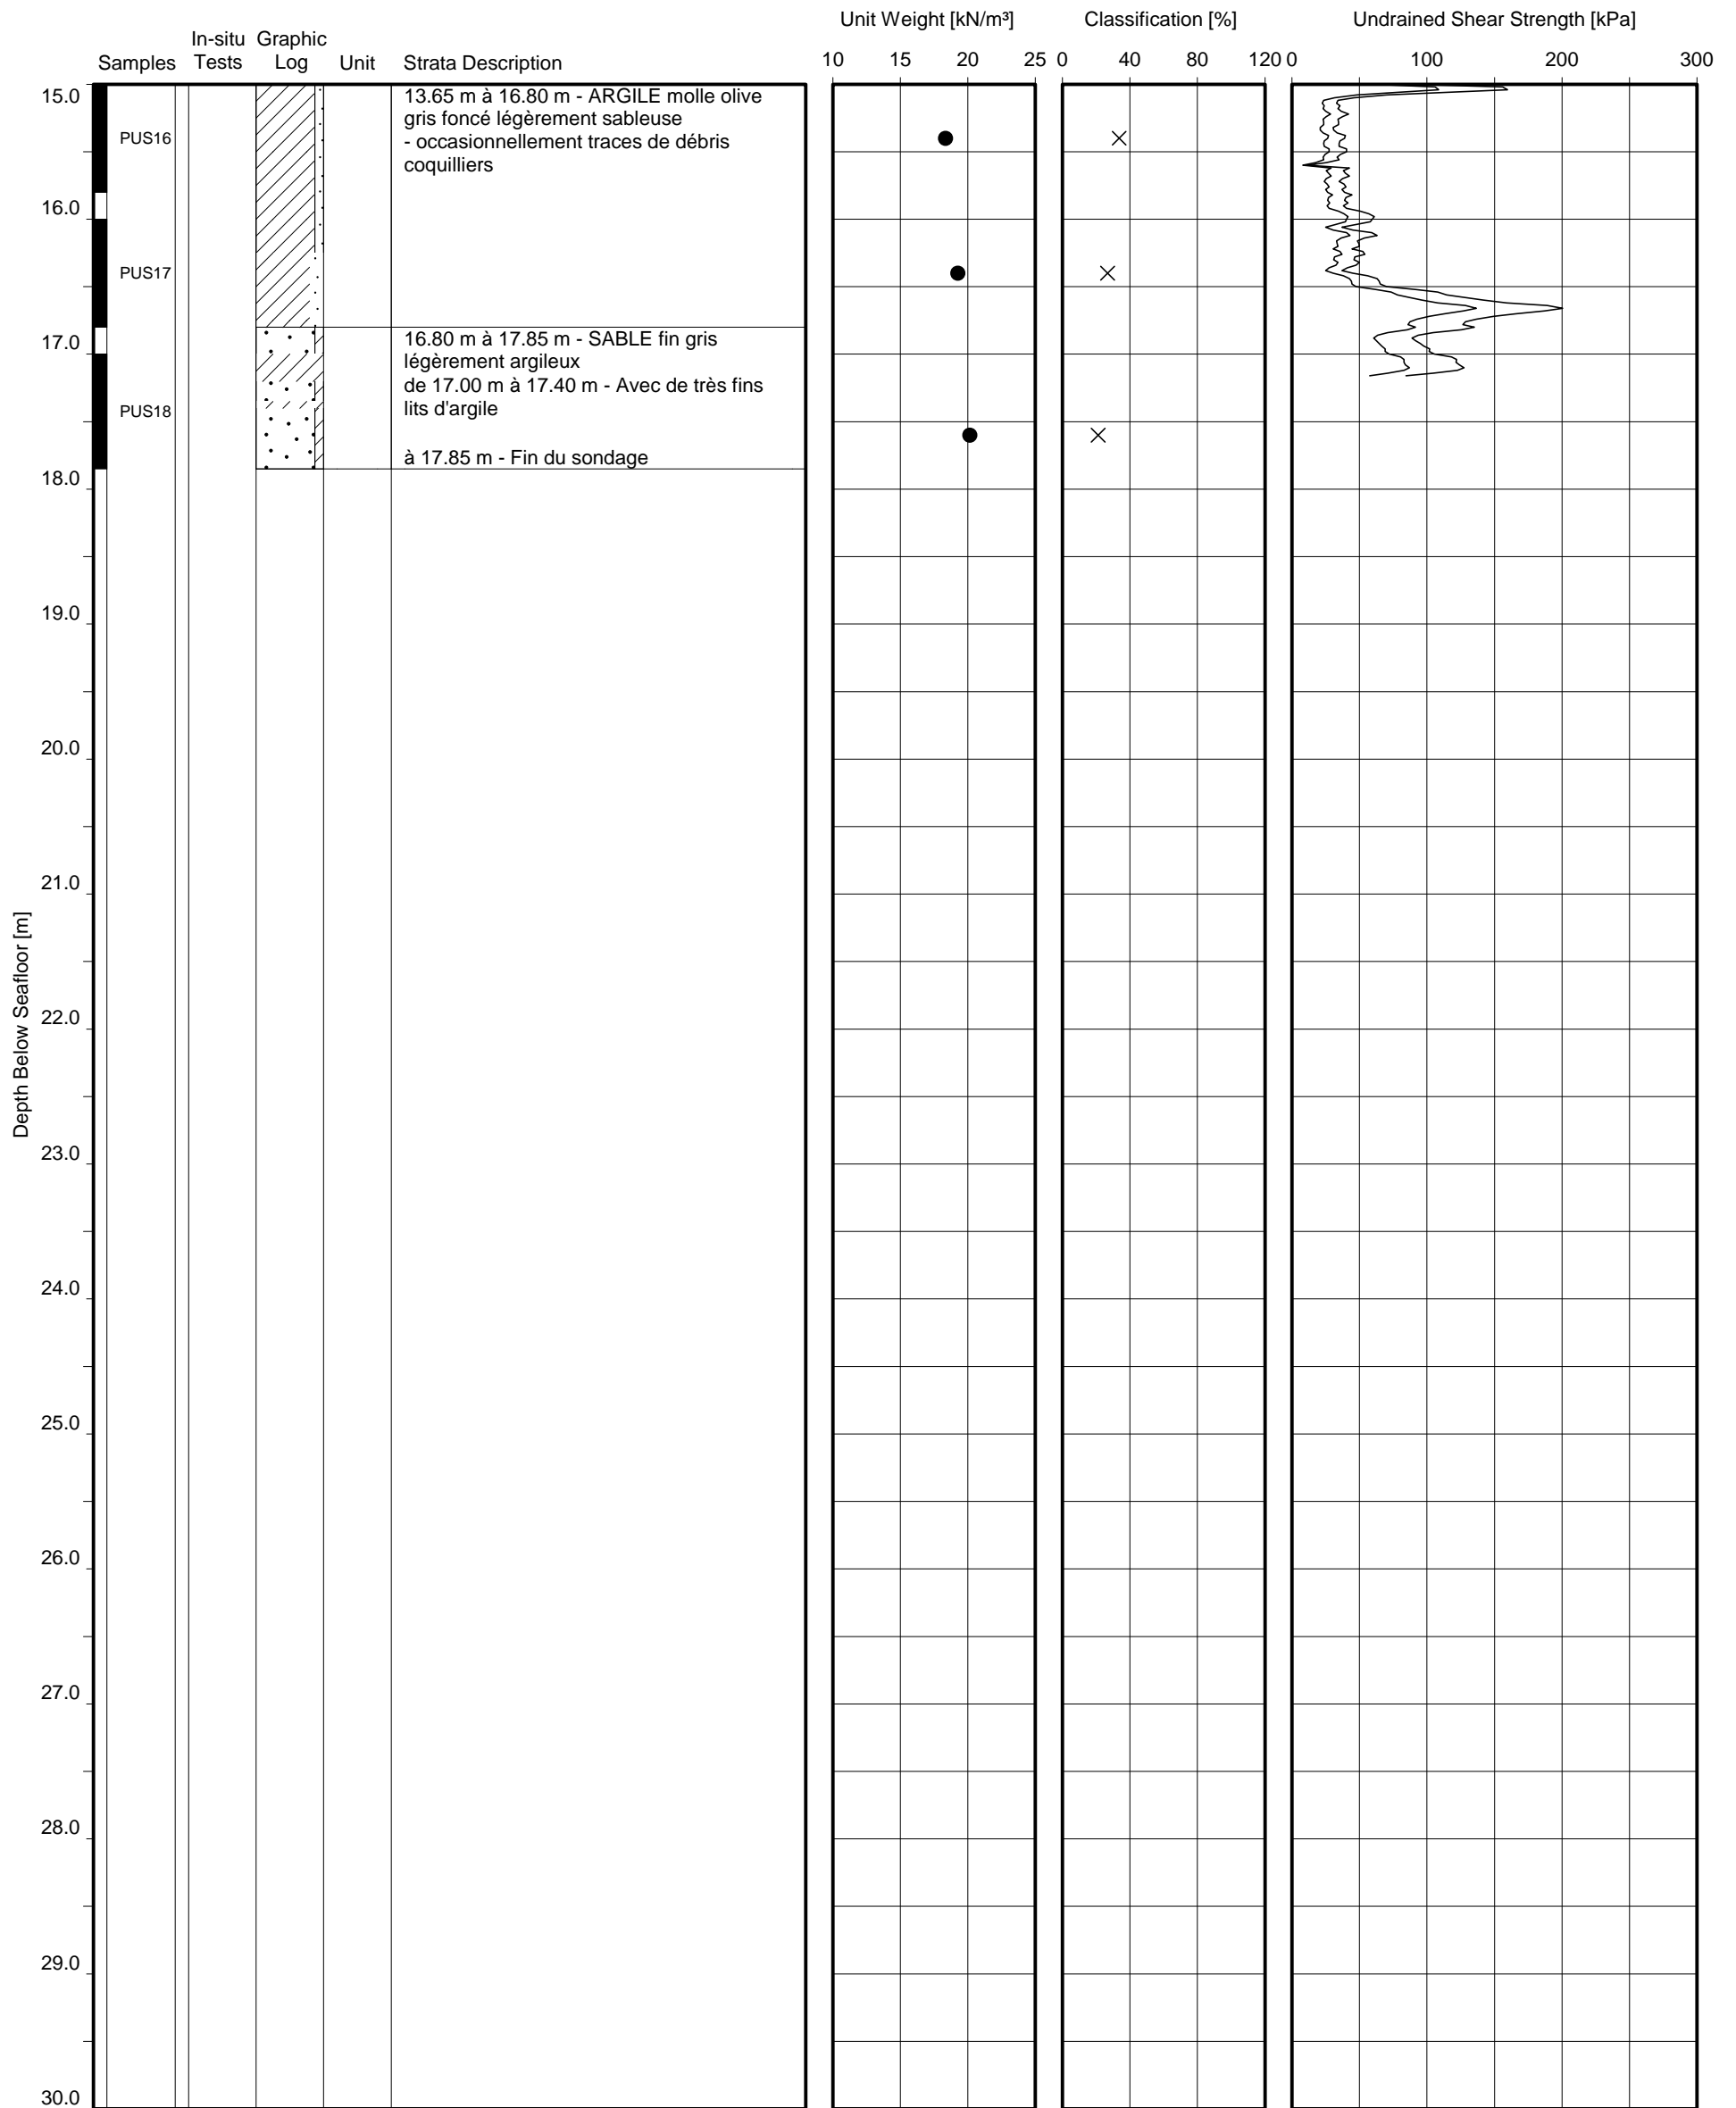 Unit Weight [kN/m³] Classification [%] Undrained Shear Strength [kPa]
In-situ Graphic
Samples Tests Log Unit Strata Description
10 15 20 25 0 40 80 120 0 100 200 300
15.0
13.65 m à 16.80 m - ARGILE molle olive
gris foncé légèrement sableuse
PUS16
- occasionnellement traces de débris
coquilliers
16.0
PUS17
17.0
16.80 m à 17.85 m - SABLE fin gris
légèrement argileux
de 17.00 m à 17.40 m - Avec de très fins
lits d'argile
PUS18
à 17.85 m - Fin du sondage
18.0
19.0
20.0
21.0
Depth Below Seafloor [m]
22.0
23.0
24.0
25.0
26.0
27.0
28.0
29.0
30.0